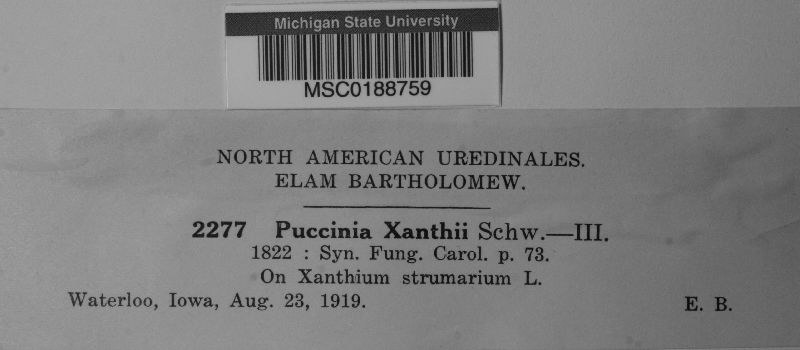 Michigan State University
MSC0188759
NORTH AMERICAN UREDINALES.
ELAM BARTHOLOMEW.
2277 Puccinia Xanthii Schw.—III.
1822 : Syn. Fung. Carol. p. 73.
On Xanthium strumarium L.
Waterloo, Iowa, Aug. 23, 1919. E. B.